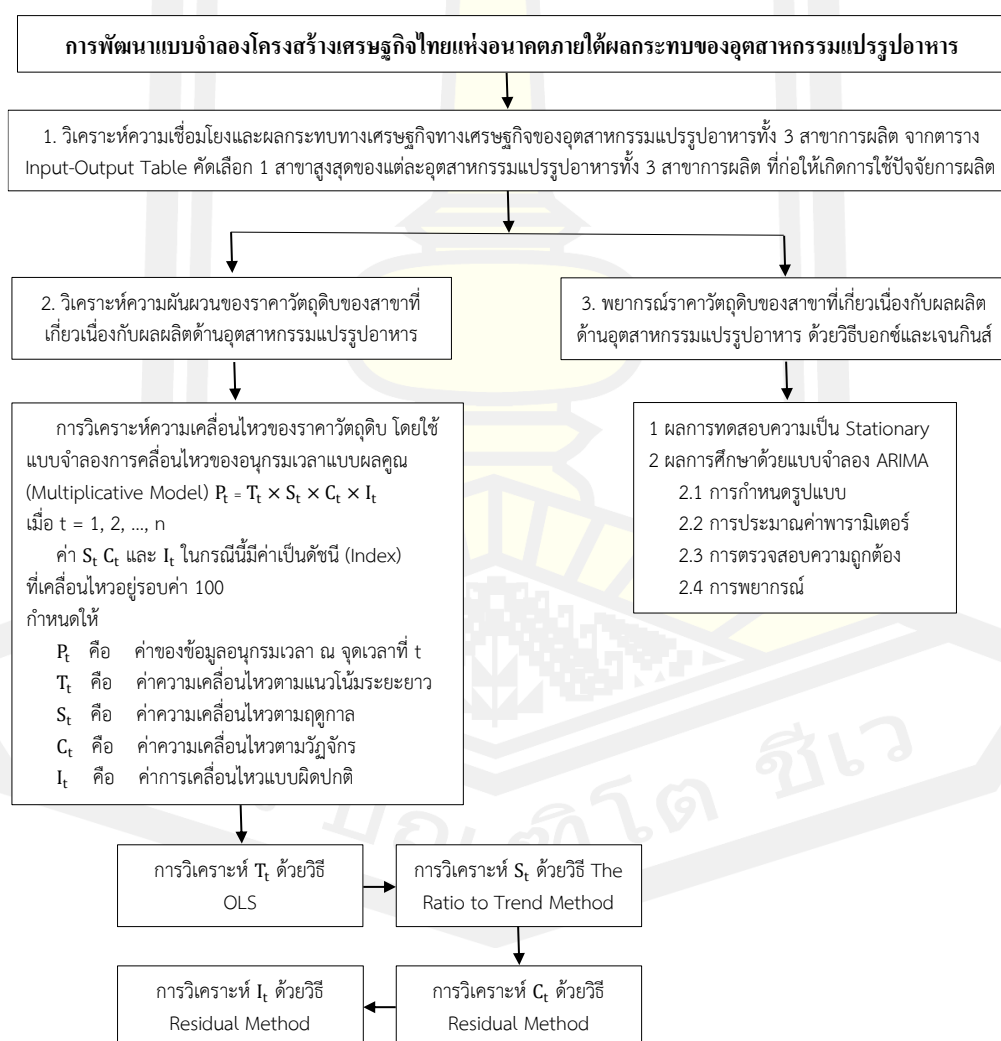 การพัฒนาแบบจำลองโครงสร้างเศรษฐกิจไทยแห่งอนาคตภายใต้ผลกระทบของอุตสาหกรรมแปรรูปอาหาร
1. วิเคราะห์ความเชื่อมโยงและผลกระทบทางเศรษฐกิจทางเศรษฐกิจของอุตสาหกรรมแปรรูปอาหารทั้ง 3 สาขาการผลิต จากตาราง
Input-Output Table คัดเลือก 1 สาขาสูงสุดของแต่ละอุตสาหกรรมแปรรูปอาหารทั้ง 3 สาขาการผลิต ที่ก่อให้เกิดการใช้ปัจจัยการผลิต
2. วิเคราะห์ความผันผวนของราคาวัตถุดิบของสาขาที่
เกี่ยวเนื่องกับผลผลิตด้านอุตสาหกรรมแปรรูปอาหาร
3. พยากรณ์ราคาวัตถุดิบของสาขาที่เกี่ยวเนื่องกับผลผลิต
ด้านอุตสาหกรรมแปรรูปอาหาร ด้วยวิธีบอกซ์และเจนกินส์
การวิเคราะห์ความเคลื่อนไหวของราคาวัตถุดิบ โดยใช้
แบบจำลองการคลื่อนไหวของอนุกรมเวลาแบบผลคูณ
(Multiplicative Model) Pₜ = Tₜ × Sₜ × Cₜ × Iₜ
เมื่อ t = 1, 2, ..., n
ค่า Sₜ Cₜ และ Iₜ ในกรณีนี้มีค่าเป็นดัชนี (Index)
ที่เคลื่อนไหวอยู่รอบค่า 100
กำหนดให้
Pₜ คือ ค่าของข้อมูลอนุกรมเวลา ณ จุดเวลาที่ t
Tₜ คือ ค่าความเคลื่อนไหวตามแนวโน้มระยะยาว
Sₜ คือ ค่าความเคลื่อนไหวตามฤดูกาล
Cₜ คือ ค่าความเคลื่อนไหวตามวัฏจักร
Iₜ คือ ค่าการเคลื่อนไหวแบบผิดปกติ
1 ผลการทดสอบความเป็น Stationary
2 ผลการศึกษาด้วยแบบจำลอง ARIMA
2.1 การกำหนดรูปแบบ
2.2 การประมาณค่าพารามิเตอร์
2.3 การตรวจสอบความถูกต้อง
2.4 การพยากรณ์
การวิเคราะห์ Tₜ ด้วยวิธี
OLS
การวิเคราะห์ Sₜ ด้วยวิธี The
Ratio to Trend Method
การวิเคราะห์ Iₜ ด้วยวิธี
Residual Method
การวิเคราะห์ Cₜ ด้วยวิธี
Residual Method